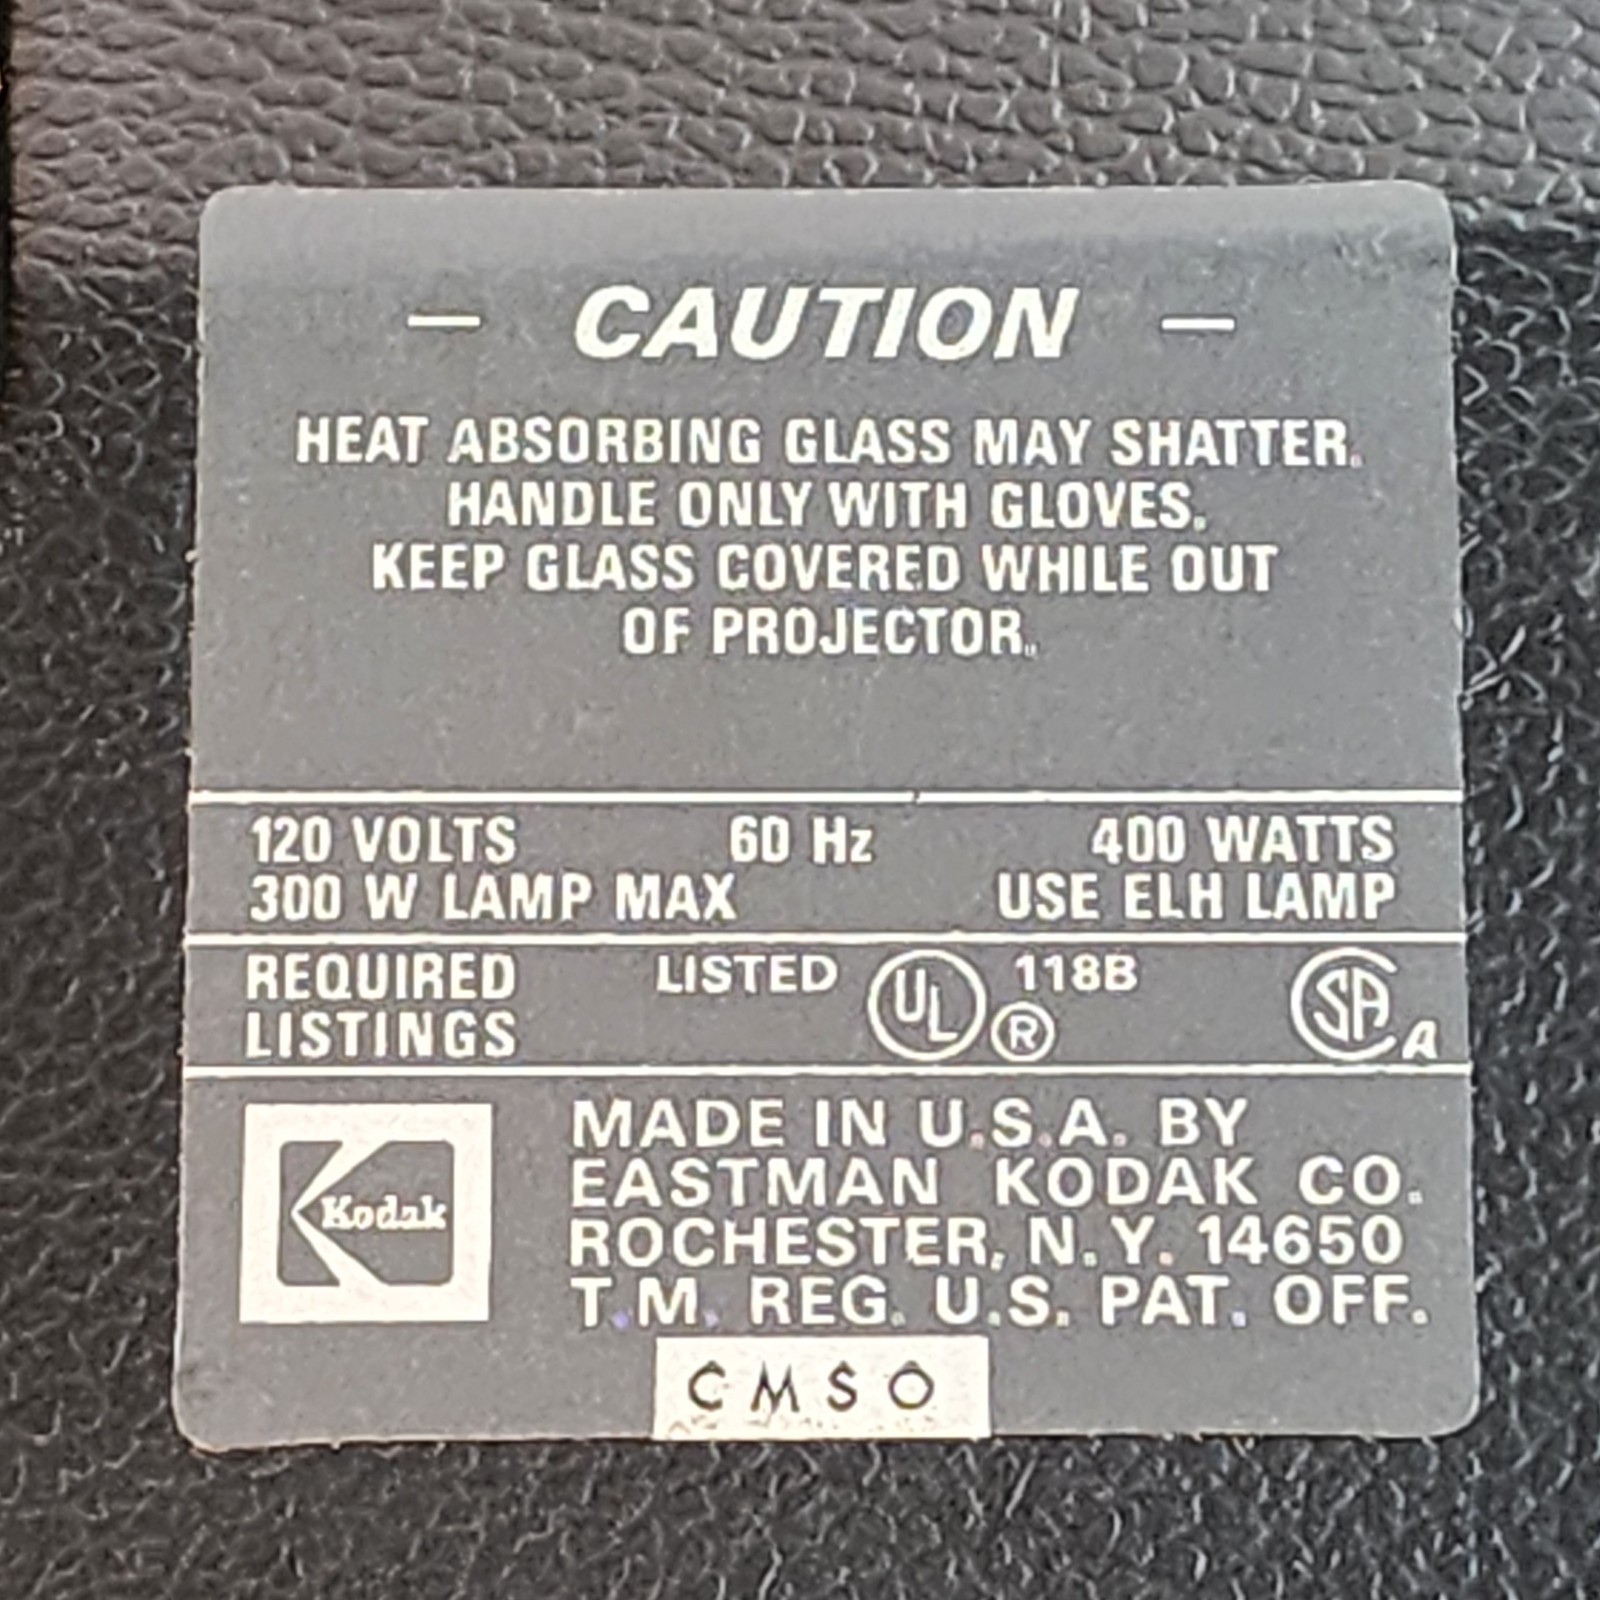 — CAUTION —
HEAT ABSORBING GLASS MAY SHATTER.
HANDLE ONLY WITH GLOVES.
KEEP GLASS COVERED WHILE OUT
OF PROJECTOR.
120 VOLTS 60 Hz 400 WATTS
300 W LAMP MAX USE ELH LAMP
REQUIRED LISTED UL 118B SA
LISTINGS ® A
MADE IN U.S.A. BY
EASTMAN KODAK CO.
Kodak
ROCHESTER, N.Y. 14650
T.M. REG. U.S. PAT. OFF.
CMSO